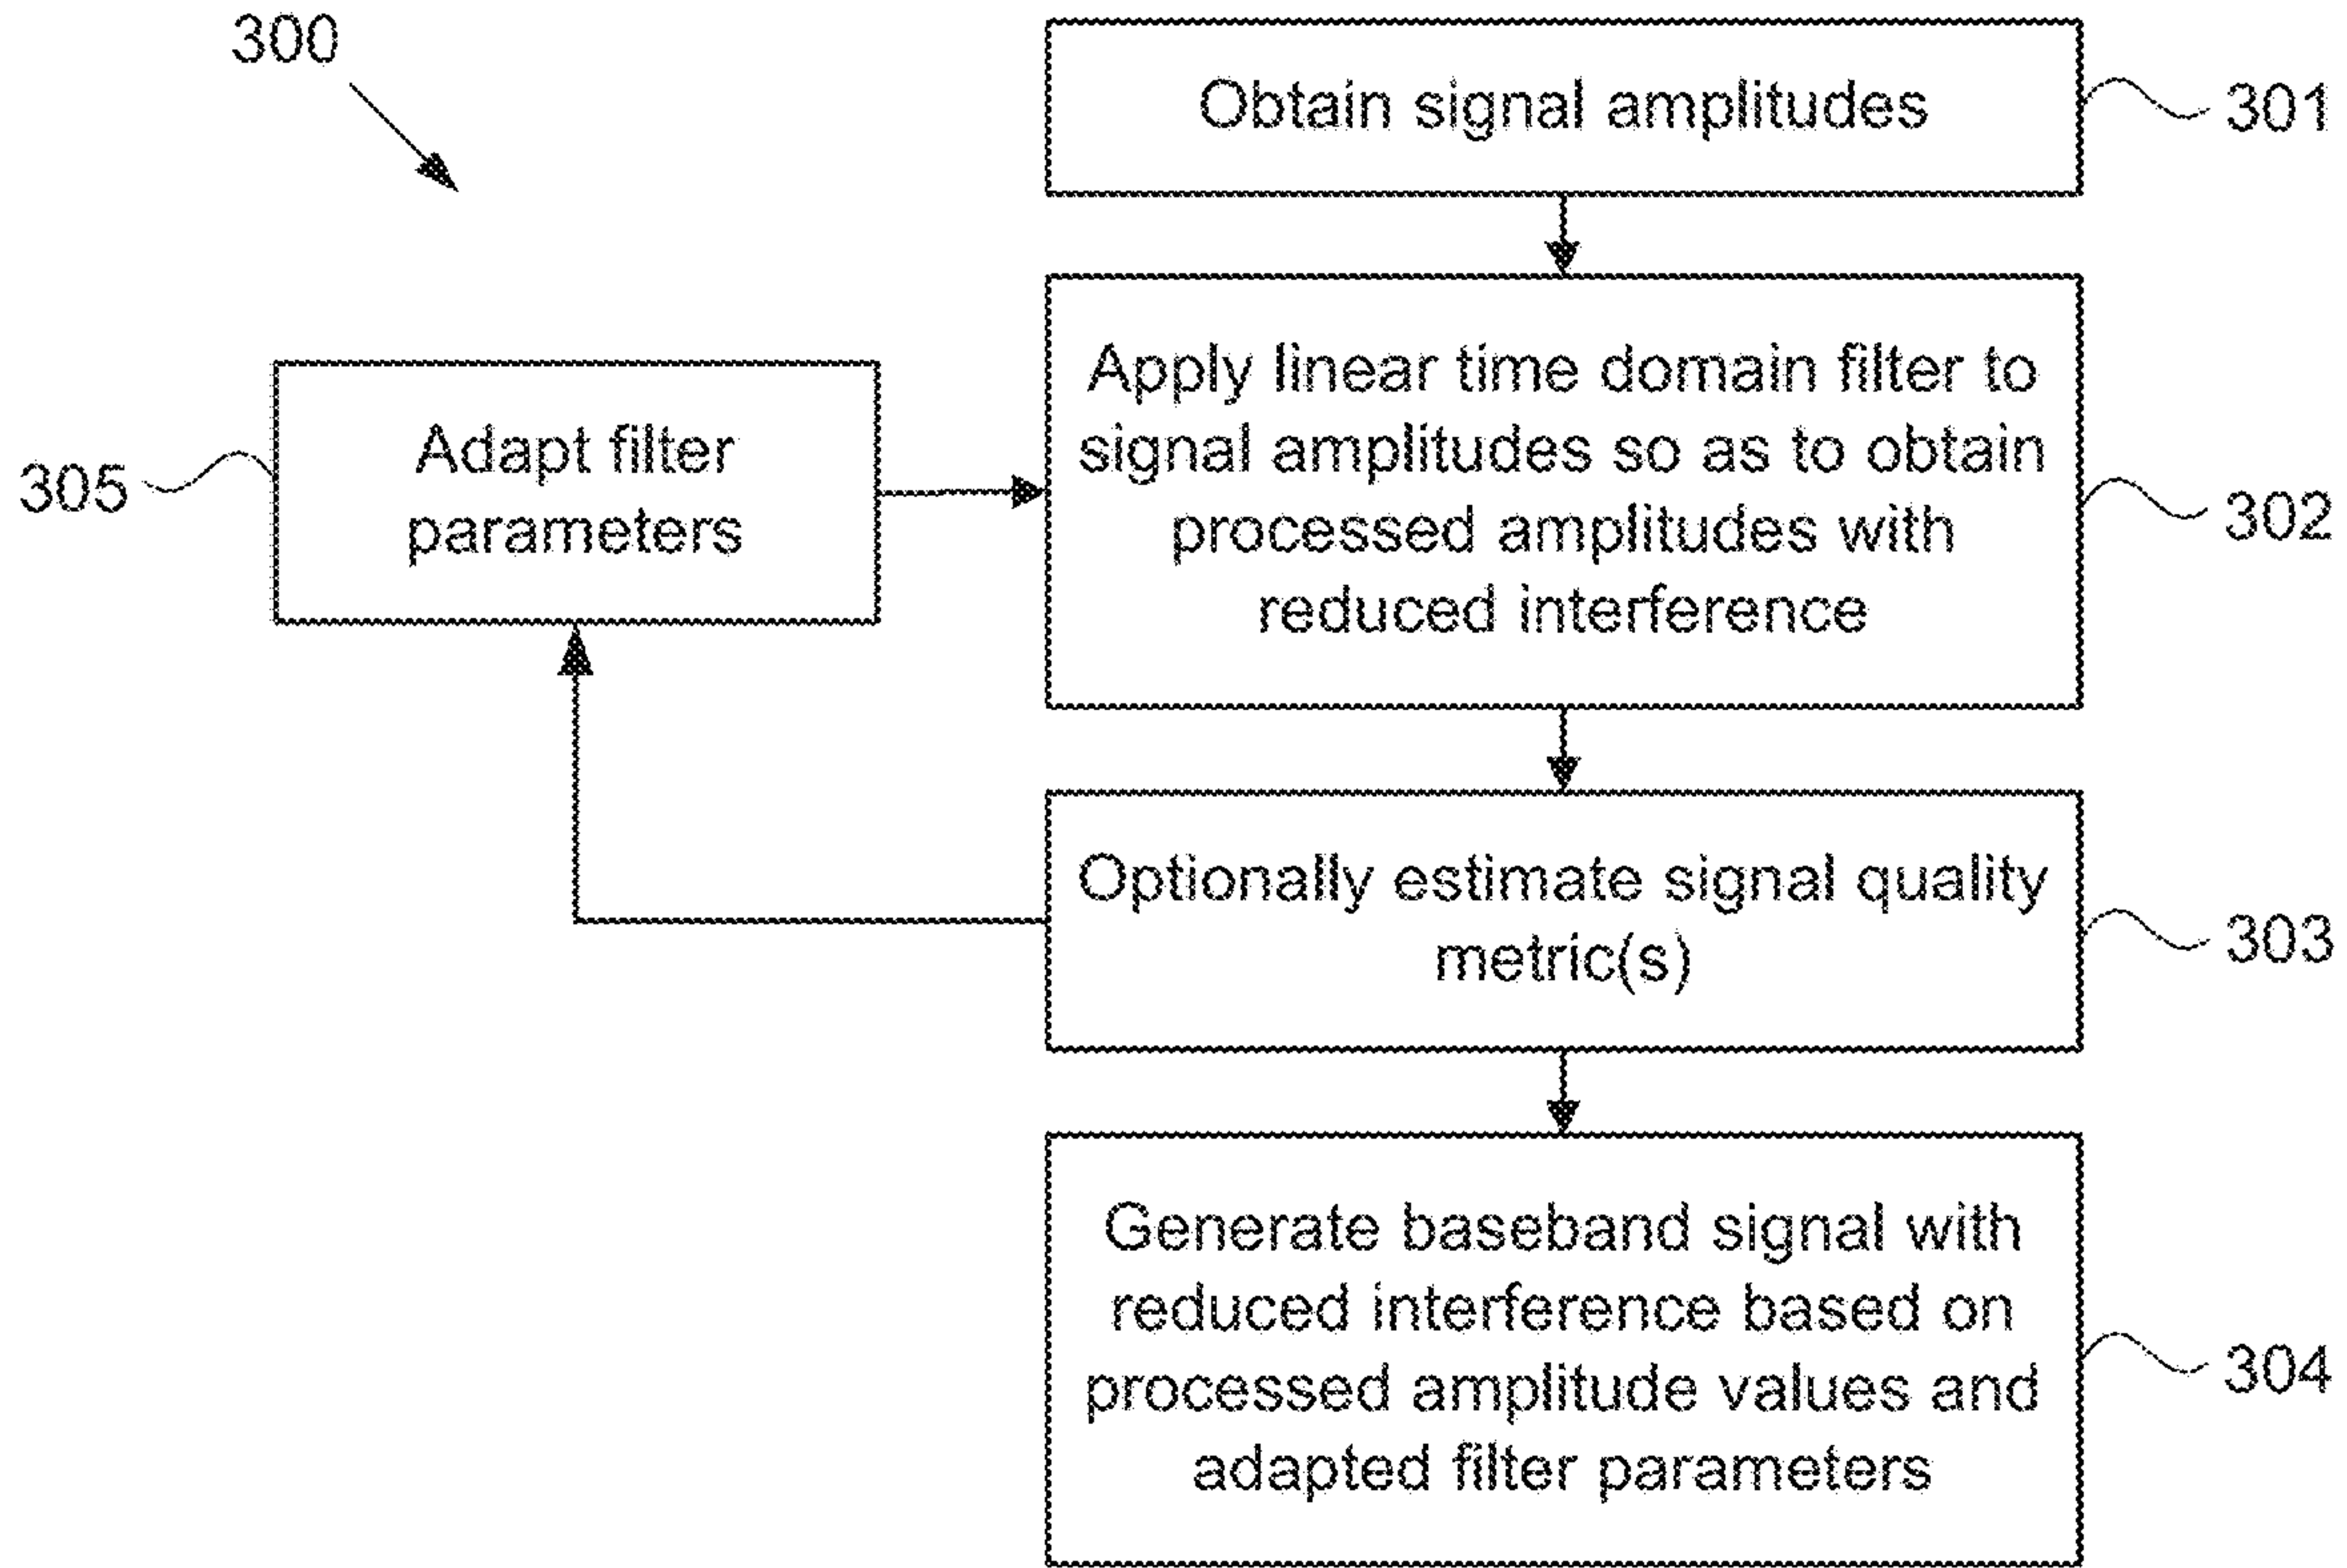 300
Obtain signal amplitudes
301
Apply linear time domain filter to
signal amplitudes so as to obtain
processed amplitudes with
reduced interference
302
Adapt filter
parameters
305
Optionally estimate signal quality
metric(s)
303
Generate baseband signal with
reduced interference based on
processed amplitude values and
adapted filter parameters
304